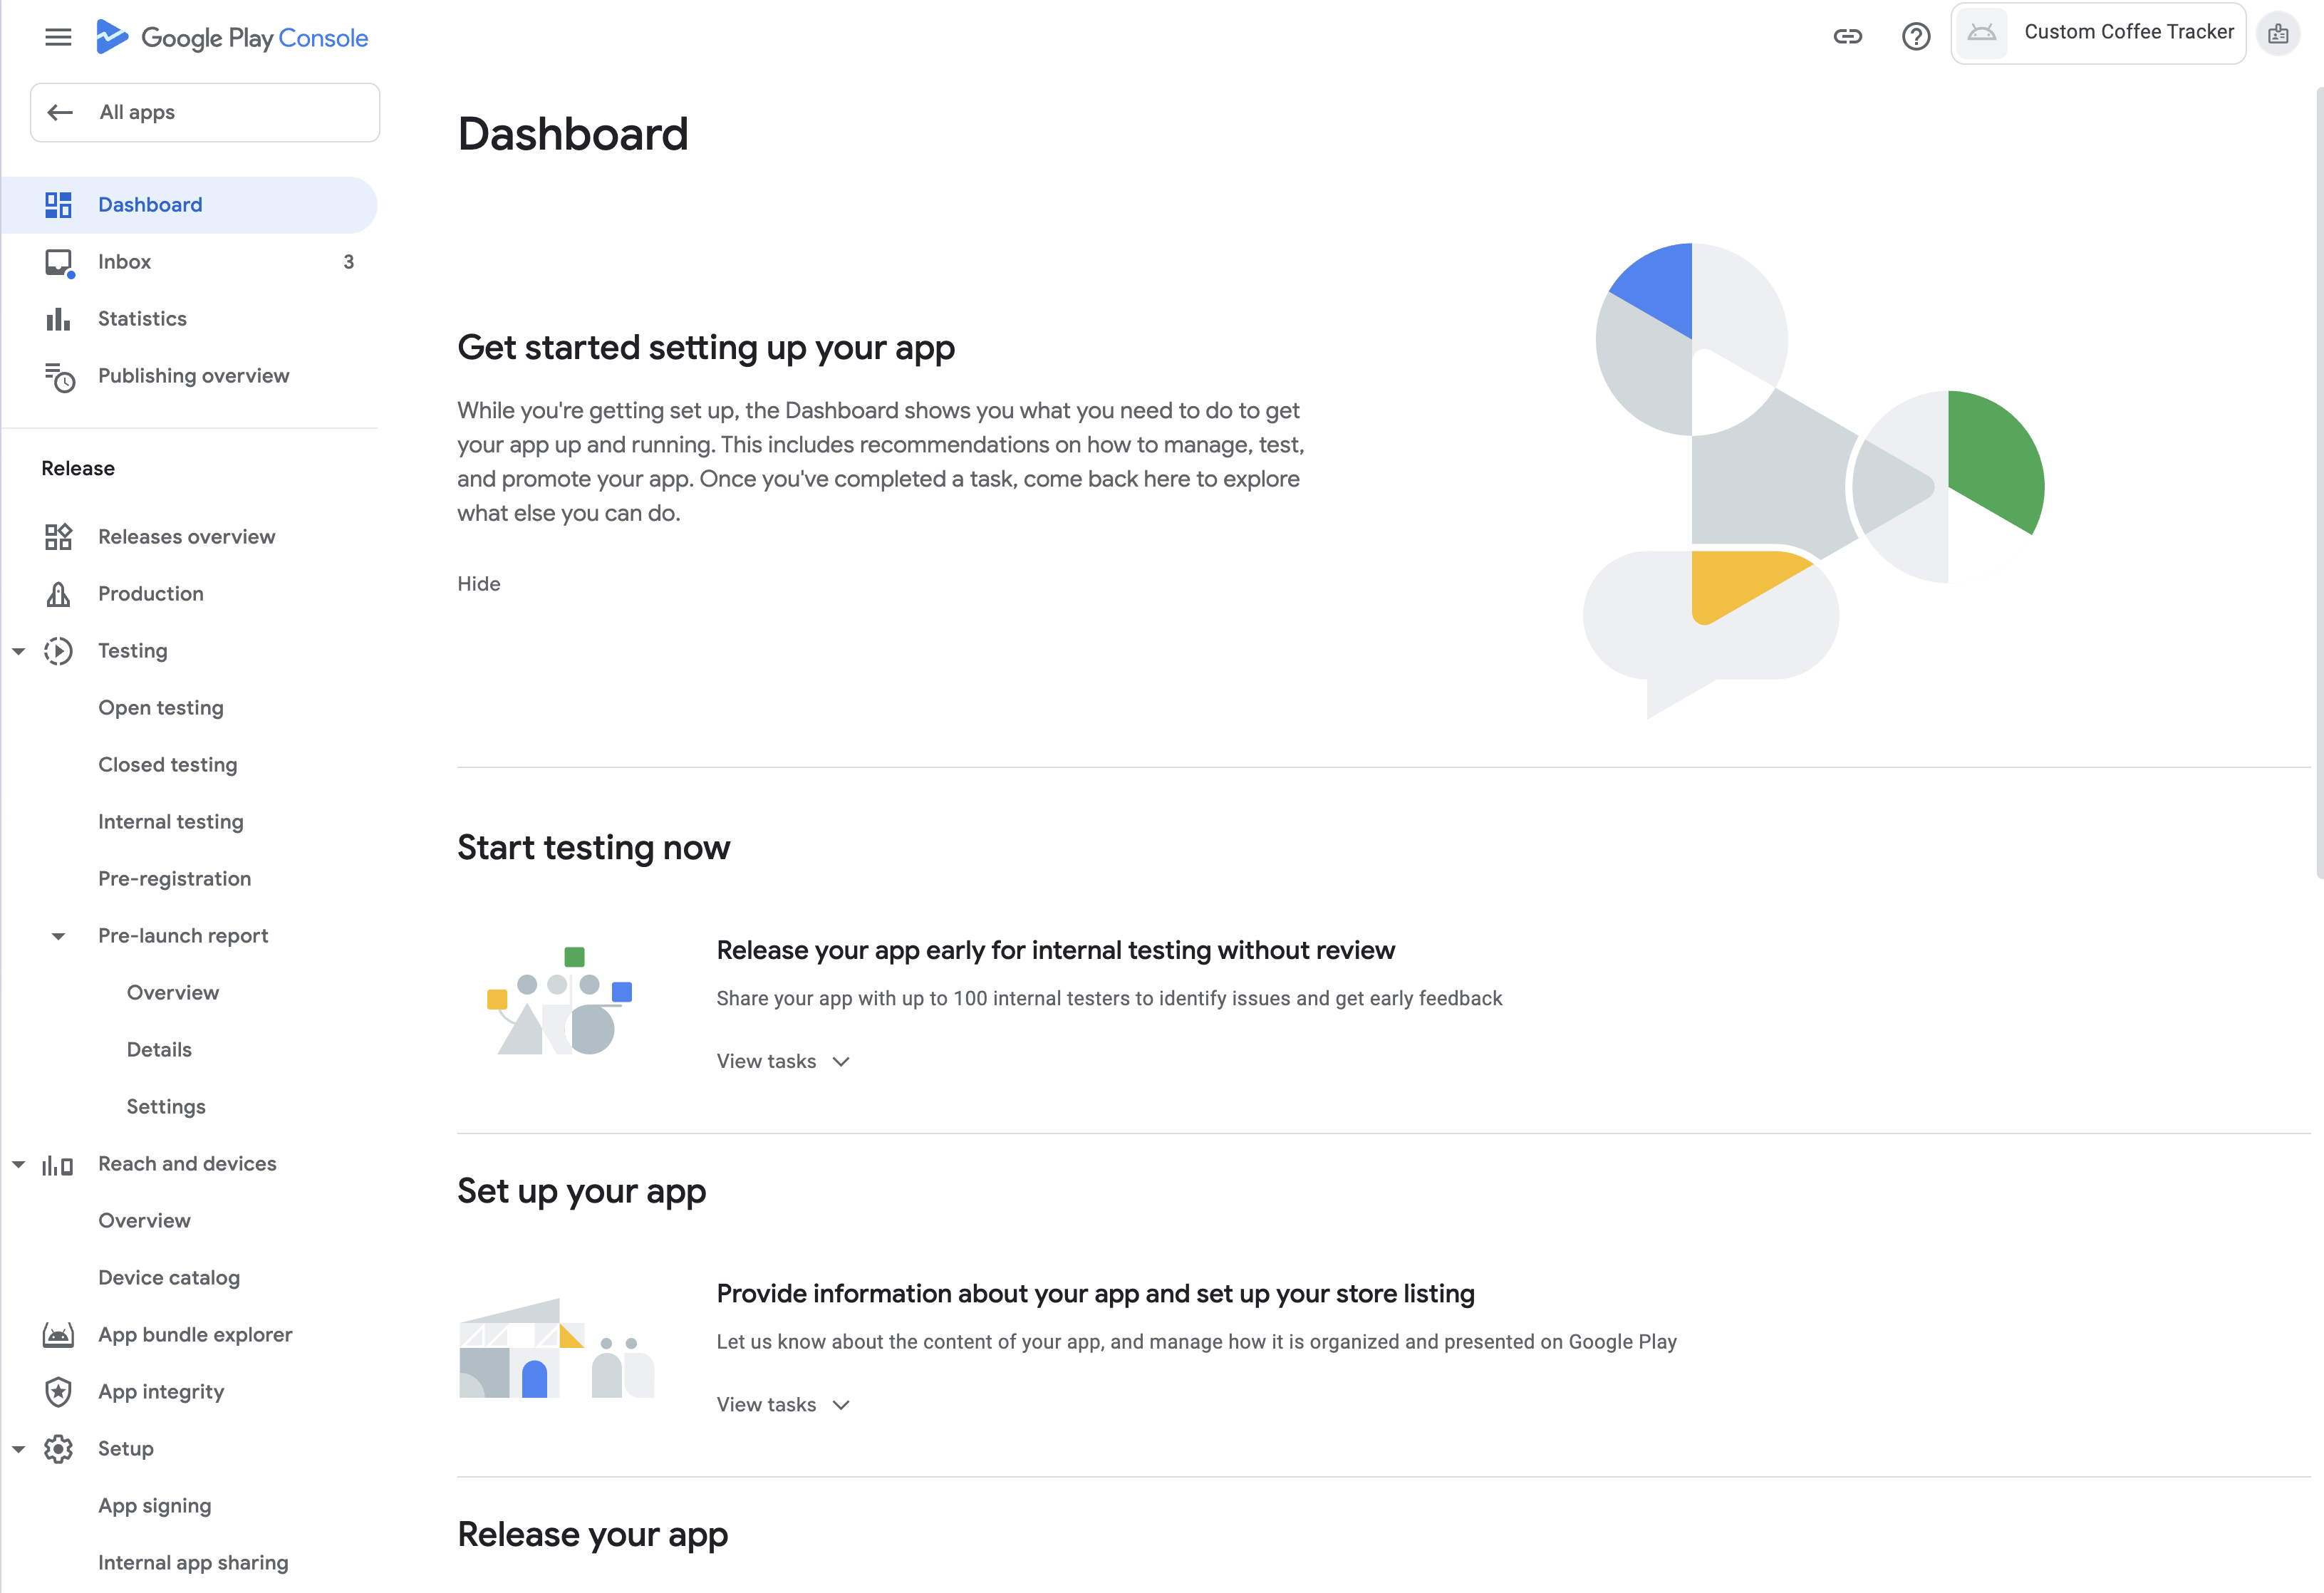 Google Play Console
Custom Coffee Tracker
All apps
Dashboard
Inbox 3
Statistics
Publishing overview
Release
Releases overview
Production
Testing
Open testing
Closed testing
Internal testing
Pre-registration
Pre-launch report
Overview
Details
Settings
Reach and devices
Overview
Device catalog
App bundle explorer
App integrity
Setup
App signing
Internal app sharing
Dashboard
Get started setting up your app
While you're getting set up, the Dashboard shows you what you need to do to get
your app up and running. This includes recommendations on how to manage, test,
and promote your app. Once you've completed a task, come back here to explore
what else you can do.
Hide
Start testing now
Release your app early for internal testing without review
Share your app with up to 100 internal testers to identify issues and get early feedback
View tasks
Set up your app
Provide information about your app and set up your store listing
Let us know about the content of your app, and manage how it is organized and presented on Google Play
View tasks
Release your app